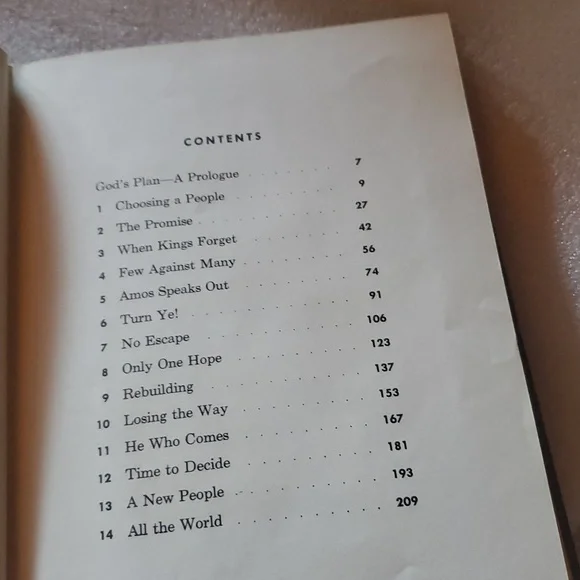 CONTENTS
God's Plan—A Prologue . . . . . . . 7
1 Choosing a People . . . . . . . . 9
2 The Promise . . . . . . . . . . 27
3 When Kings Forget . . . . . . . 42
4 Few Against Many . . . . . . . . 56
5 Amos Speaks Out . . . . . . . . 74
6 Turn Ye! . . . . . . . . . . . 91
7 No Escape . . . . . . . . . . 106
8 Only One Hope . . . . . . . . 123
9 Rebuilding . . . . . . . . . . 137
10 Losing the Way . . . . . . . . 153
11 He Who Comes . . . . . . . . 167
12 Time to Decide . . . . . . . . 181
13 A New People . . . . . . . . 193
14 All the World . . . . . . . . 209